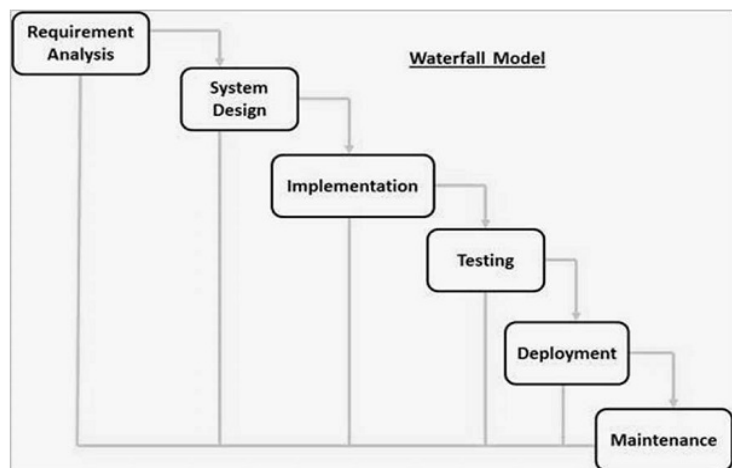 Requirement
Analysis
Waterfall Model
System
Design
Implementation
Testing
Deployment
Maintenance